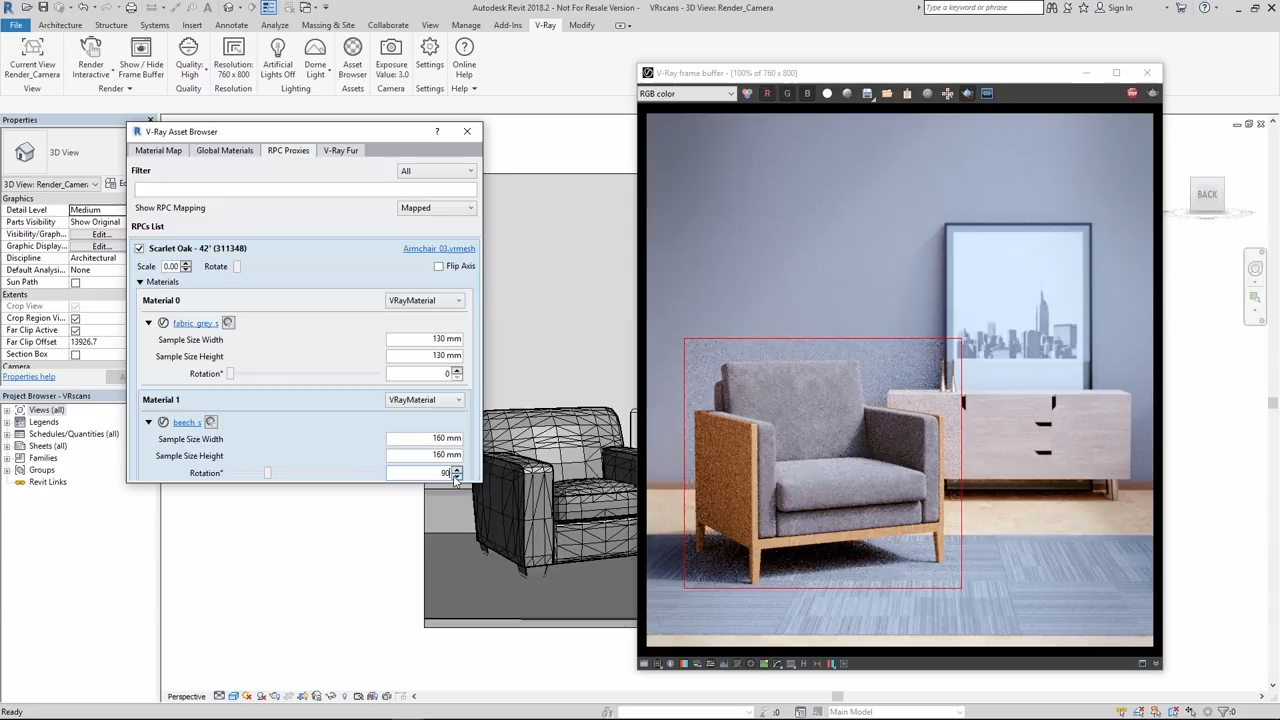 Autodesk Revit 2018.2 - Not For Resale Version - VRscans - 3D View: Render_Camera
Type a keyword or phrase
Sign In
File Architecture Structure Systems Insert Annotate Analyze Massing & Site Collaborate View Manage Add-Ins V-Ray Modify
Current View
Render_Camera
Render
Interactive
Show / Hide
Frame Buffer
Quality:
High
Resolution:
760 x 800
Artificial
Lights Off
Dome
Light
Asset
Browser
Exposure
Value: 3.0
Settings
Online
Help
View Render Quality Resolution Lighting Assets Camera Settings Help
Properties
3D View
3D View: Render_Camera
Graphics
Detail Level Medium
Parts Visibility Show Original
Visibility/Grap... Edit...
Graphic Display... Edit...
Discipline Architectural
Default Analysi... None
Sun Path
Extents
Crop View
Crop Region Vi...
Far Clip Active
Far Clip Offset 13926.7
Section Box
Camera
Properties help
Project Browser - VRscans
Views (all)
Legends
Schedules/Quantities (all)
Sheets (all)
Families
Groups
Revit Links
V-Ray Asset Browser
?
Material Map Global Materials RPC Proxies V-Ray Fur
Filter All
Show RPC Mapping Mapped
RPCs List
Scarlet Oak - 42' (311348) Armchair_03.vrmesh
Scale 0.00 Rotate Flip Axis
Materials
Material 0 VRayMaterial
fabric_grey_s
Sample Size Width 130 mm
Sample Size Height 130 mm
Rotation° 0
Material 1 VRayMaterial
beech_s
Sample Size Width 160 mm
Sample Size Height 160 mm
Rotation° 90
V-Ray frame buffer - [100% of 760 x 800]
RGB color
R G B
BACK
Perspective
:0
Main Model
:0